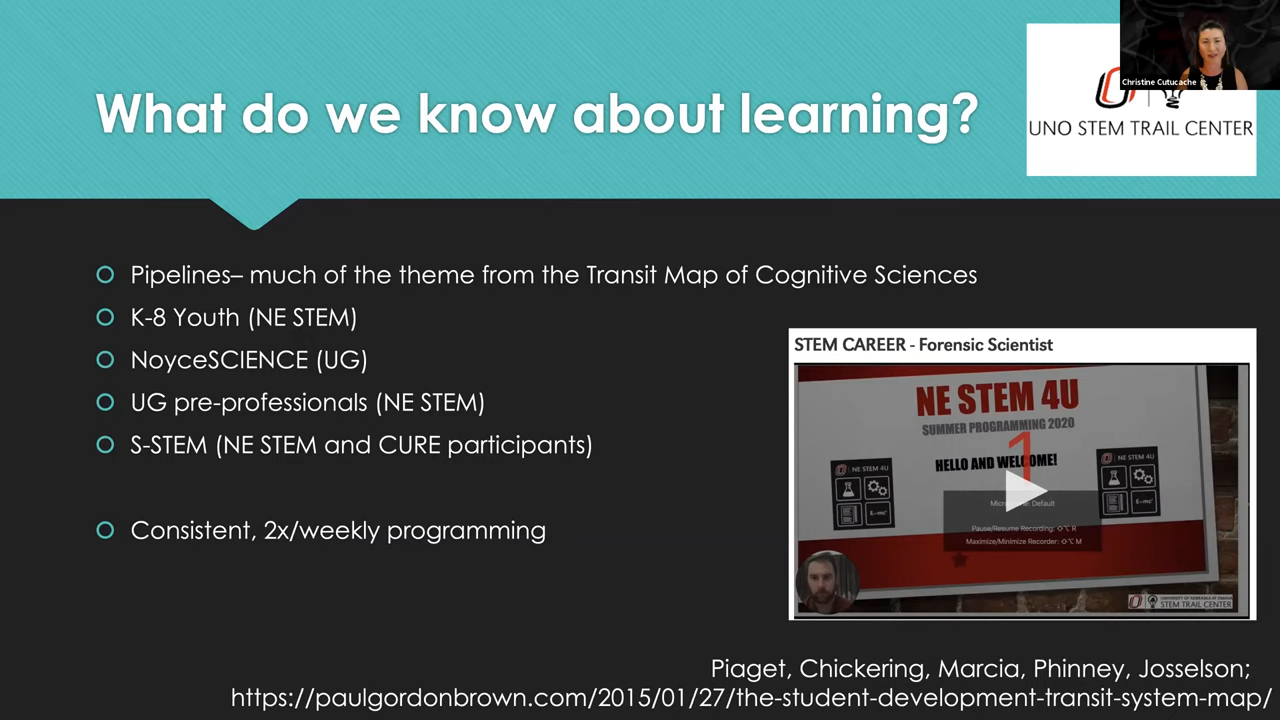 Christine Cutucache
What do we know about learning?
UNO STEM TRAIL CENTER
Pipelines– much of the theme from the Transit Map of Cognitive Sciences
K-8 Youth (NE STEM)
NoyceSCIENCE (UG)
UG pre-professionals (NE STEM)
S-STEM (NE STEM and CURE participants)
Consistent, 2x/weekly programming
STEM CAREER - Forensic Scientist
NE STEM 4U
SUMMER PROGRAMMING 2020
1
HELLO AND WELCOME!
NE STEM 4U
NE STEM 4U
E=mc²
E=mc²
Default
Pause/Resume Recording: ⇧⌥ R
Maximize/Minimize Recorder: ⇧⌥ M
UNIVERSITY OF NEBRASKA AT OMAHA
STEM TRAIL CENTER
Piaget, Chickering, Marcia, Phinney, Josselson;
https://paulgordonbrown.com/2015/01/27/the-student-development-transit-system-map/